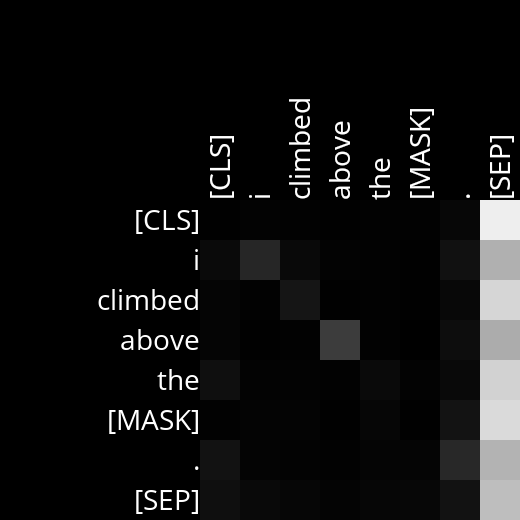 [CLS]
i
climbed
above
the
[MASK]
.
[SEP]
[CLS]
i
climbed
above
the
[MASK]
.
[SEP]